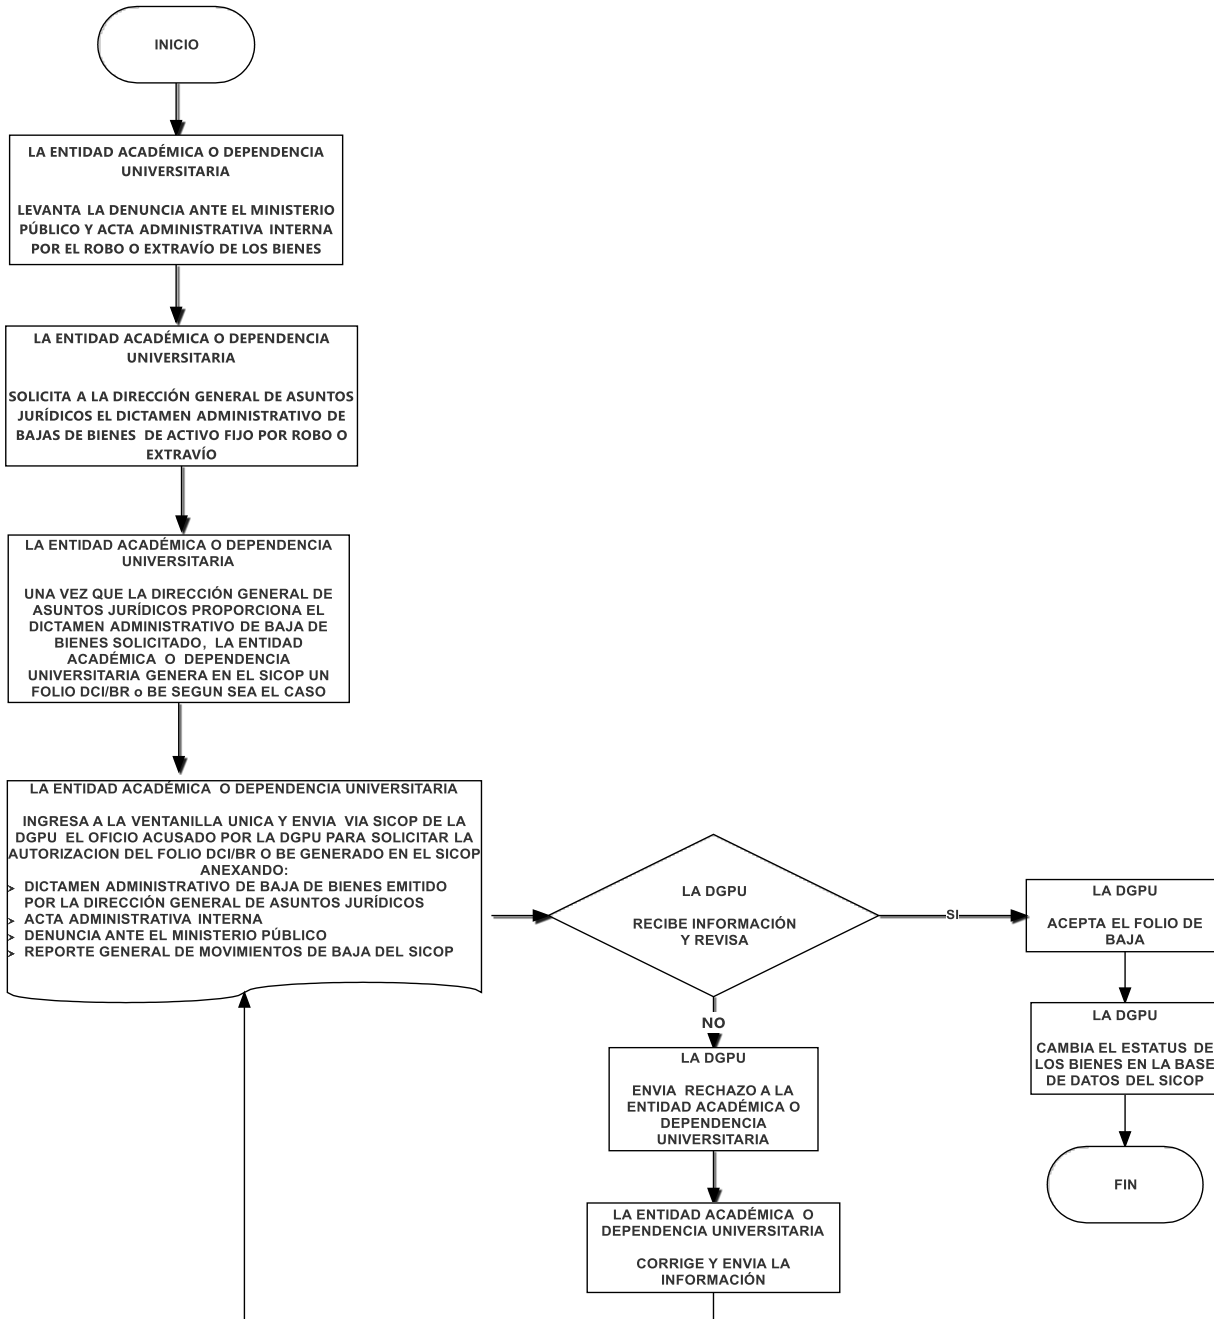 INICIO
LA ENTIDAD ACADÉMICA O DEPENDENCIA
UNIVERSITARIA
LEVANTA LA DENUNCIA ANTE EL MINISTERIO
PÚBLICO Y ACTA ADMINISTRATIVA INTERNA
POR EL ROBO O EXTRAVÍO DE LOS BIENES
LA ENTIDAD ACADÉMICA O DEPENDENCIA
UNIVERSITARIA
SOLICITA A LA DIRECCIÓN GENERAL DE ASUNTOS
JURÍDICOS EL DICTAMEN ADMINISTRATIVO DE
BAJAS DE BIENES DE ACTIVO FIJO POR ROBO O
EXTRAVÍO
LA ENTIDAD ACADÉMICA O DEPENDENCIA
UNIVERSITARIA
UNA VEZ QUE LA DIRECCIÓN GENERAL DE
ASUNTOS JURÍDICOS PROPORCIONA EL
DICTAMEN ADMINISTRATIVO DE BAJA DE
BIENES SOLICITADO, LA ENTIDAD
ACADÉMICA O DEPENDENCIA
UNIVERSITARIA GENERA EN EL SICOP UN
FOLIO DCI/BR o BE SEGUN SEA EL CASO
LA ENTIDAD ACADÉMICA O DEPENDENCIA UNIVERSITARIA
INGRESA A LA VENTANILLA UNICA Y ENVIA VIA SICOP DE LA
DGPU EL OFICIO ACUSADO POR LA DGPU PARA SOLICITAR LA
AUTORIZACION DEL FOLIO DCI/BR O BE GENERADO EN EL SICOP
ANEXANDO:
➢ DICTAMEN ADMINISTRATIVO DE BAJA DE BIENES EMITIDO
POR LA DIRECCIÓN GENERAL DE ASUNTOS JURÍDICOS
➢ ACTA ADMINISTRATIVA INTERNA
➢ DENUNCIA ANTE EL MINISTERIO PÚBLICO
➢ REPORTE GENERAL DE MOVIMIENTOS DE BAJA DEL SICOP
LA DGPU
RECIBE INFORMACIÓN
Y REVISA
SI
LA DGPU
ACEPTA EL FOLIO DE
BAJA
LA DGPU
CAMBIA EL ESTATUS DE
LOS BIENES EN LA BASE
DE DATOS DEL SICOP
FIN
NO
LA DGPU
ENVIA RECHAZO A LA
ENTIDAD ACADÉMICA O
DEPENDENCIA
UNIVERSITARIA
LA ENTIDAD ACADÉMICA O
DEPENDENCIA UNIVERSITARIA
CORRIGE Y ENVIA LA
INFORMACIÓN